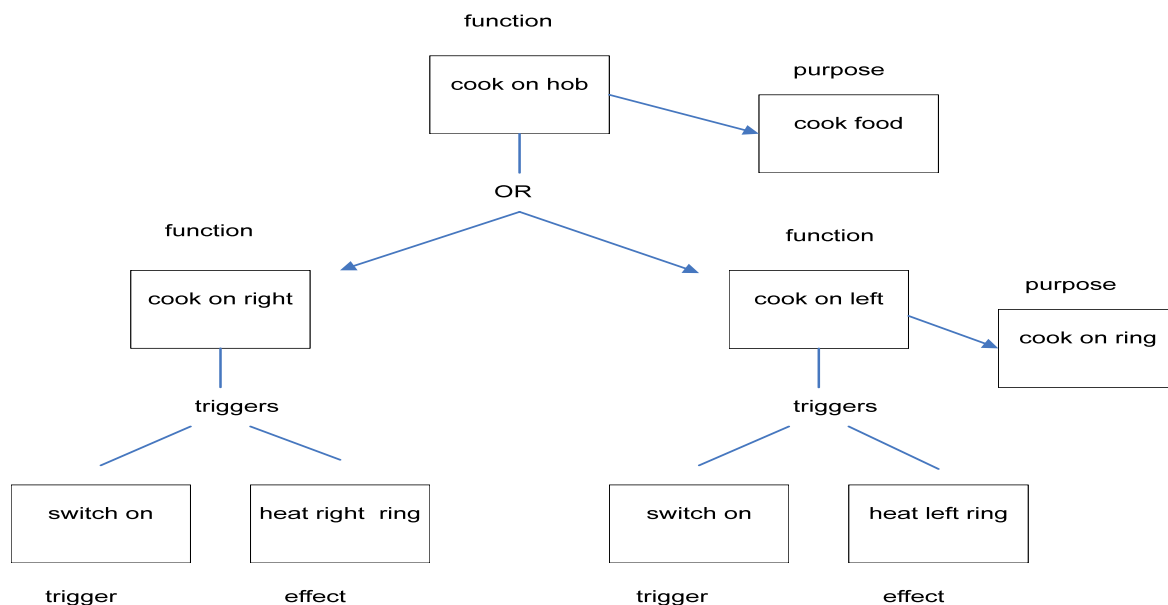 function
cook on hob
purpose
cook food
OR
function
function
cook on right
cook on left
purpose
cook on ring
triggers
triggers
switch on
heat right ring
switch on
heat left ring
trigger
effect
trigger
effect